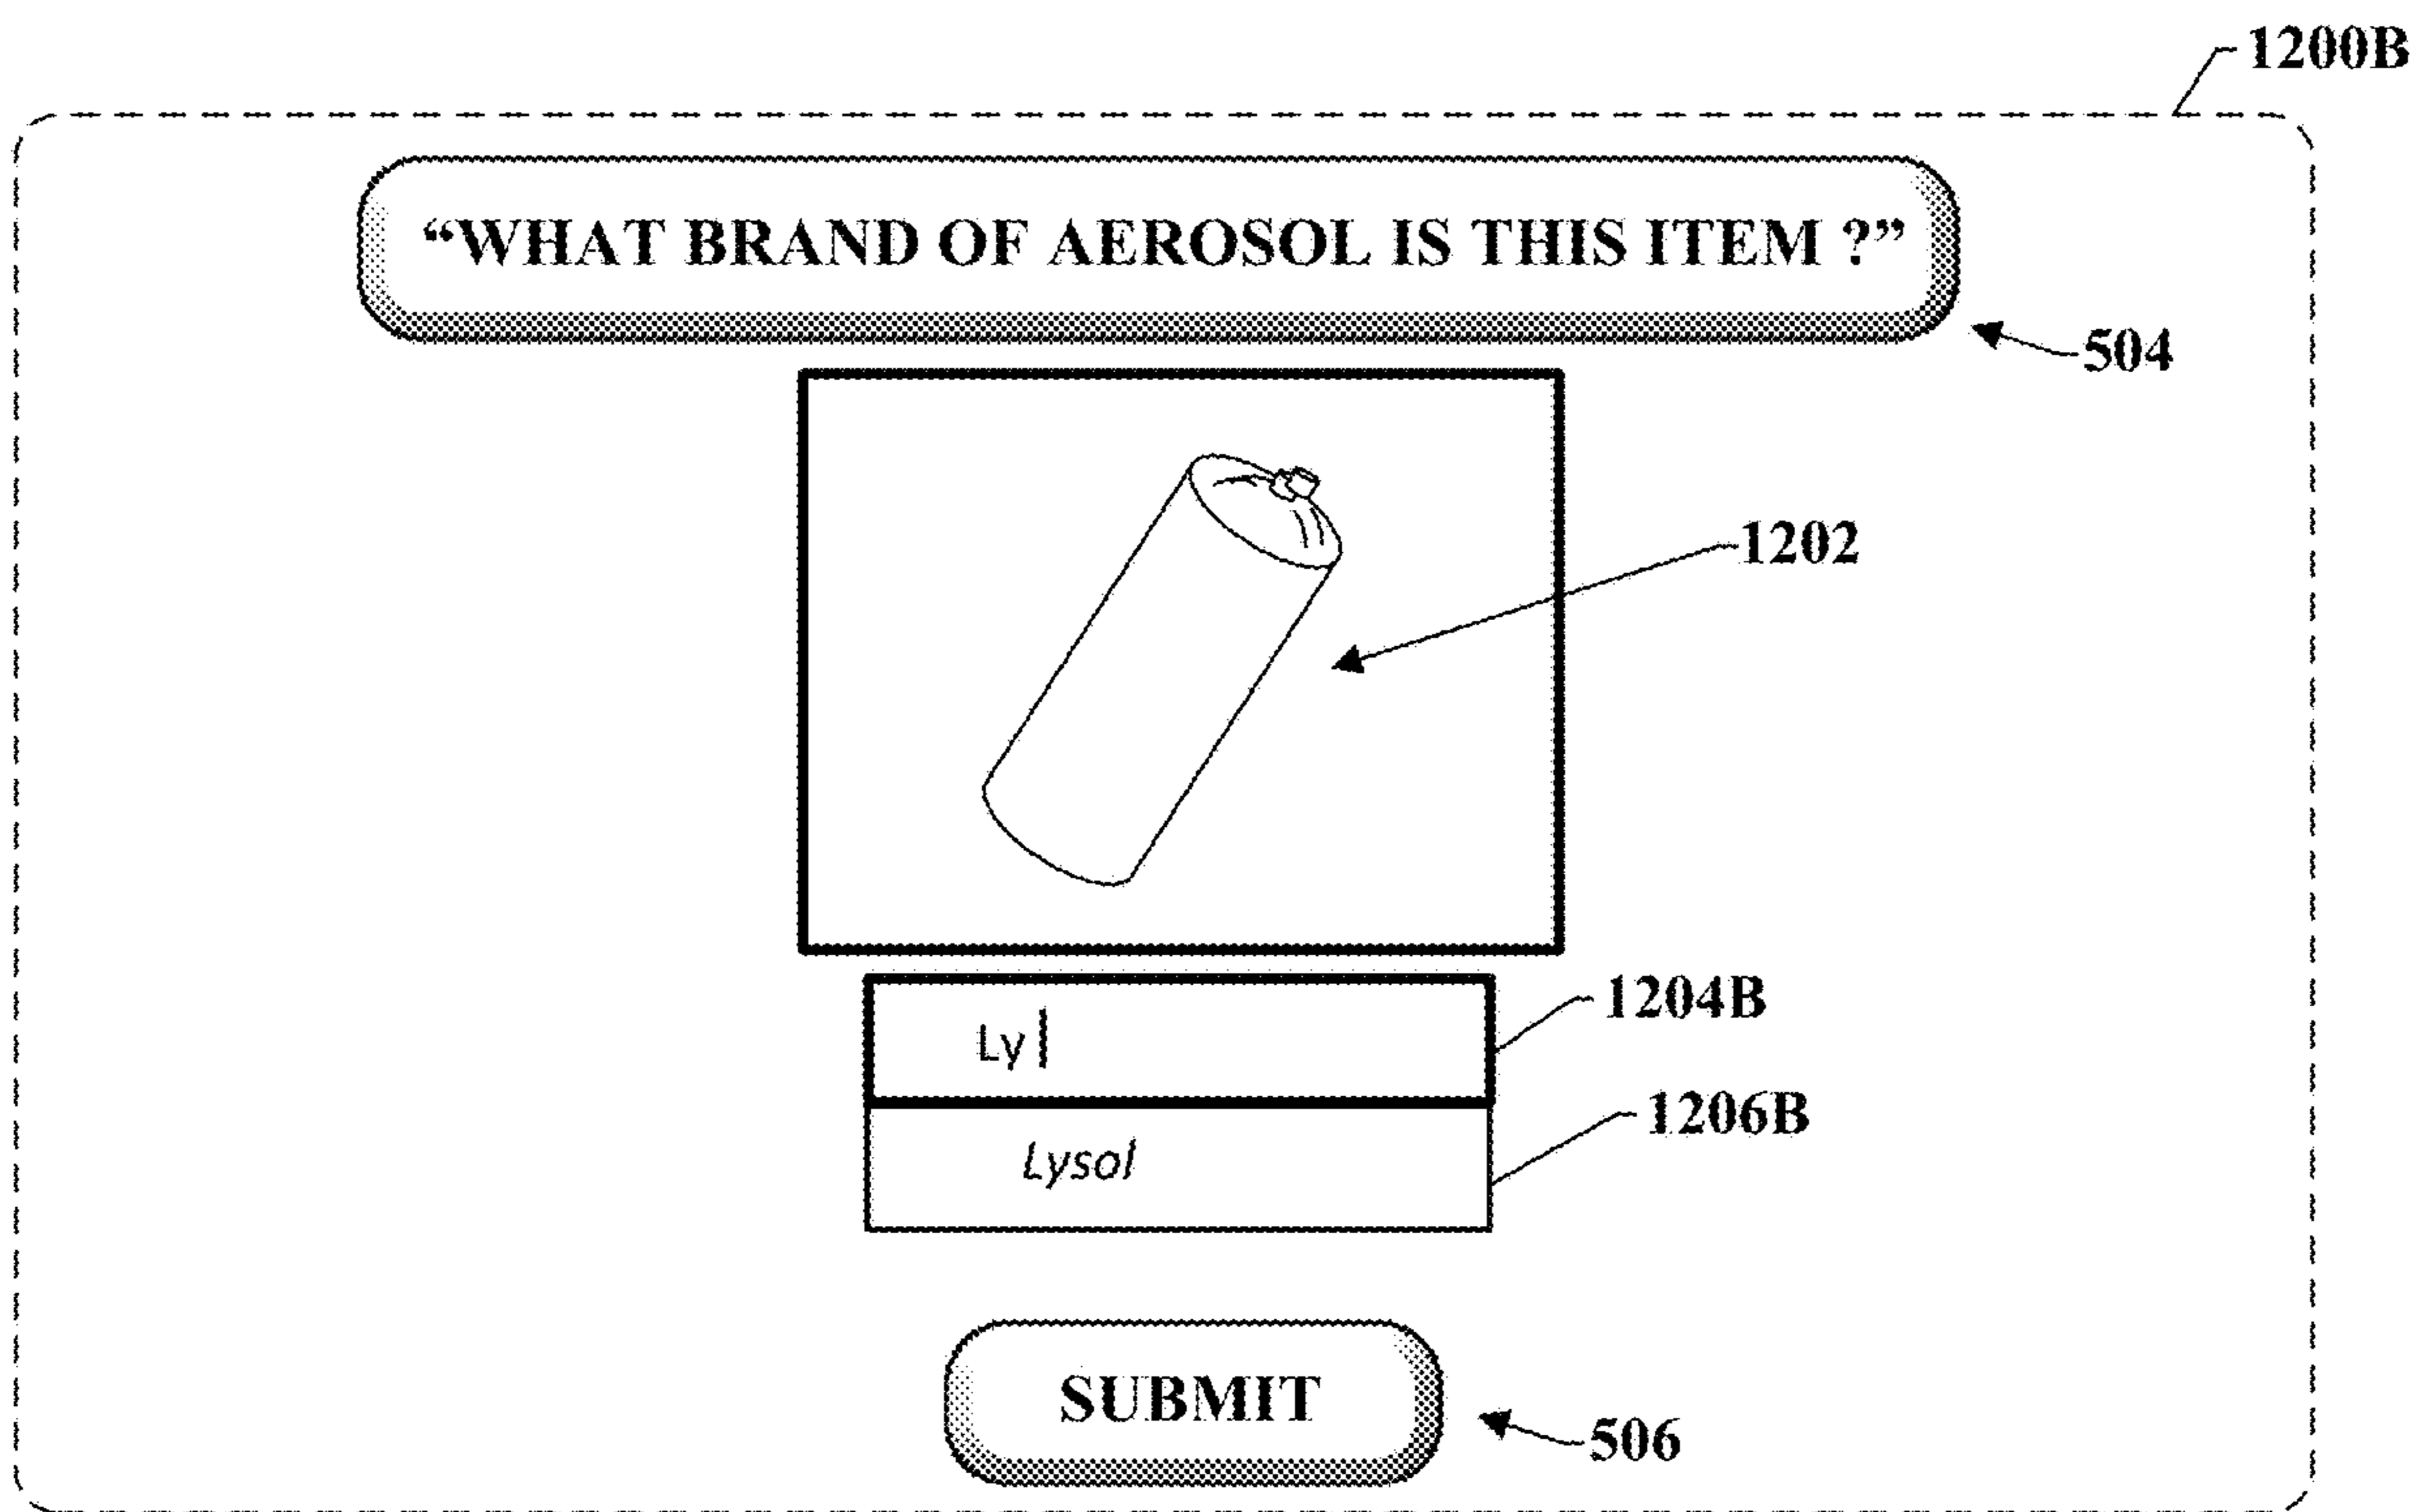 1200B
“WHAT BRAND OF AEROSOL IS THIS ITEM ?”
504
1202
Ly
1204B
Lysol
1206B
SUBMIT
506